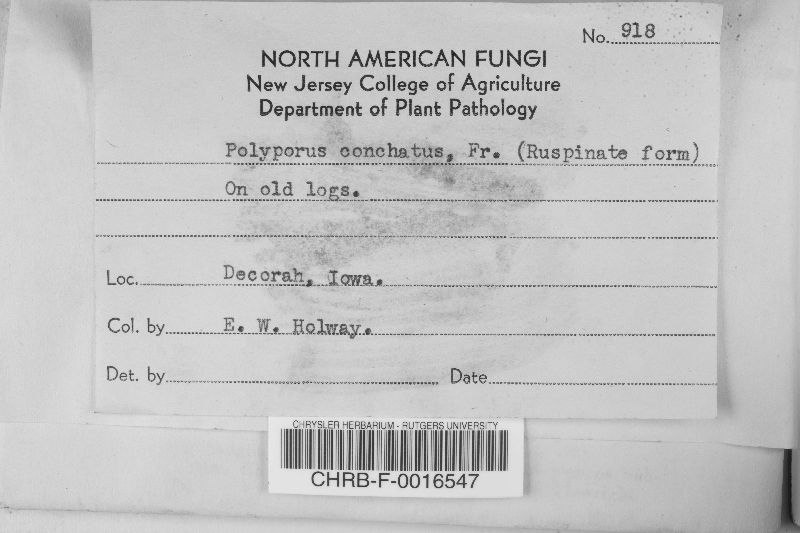 No. 918
NORTH AMERICAN FUNGI
New Jersey College of Agriculture
Department of Plant Pathology
Polyporus conchatus, Fr. (Ruspinate form)
On old logs.
Loc. Decorah, Iowa.
Col. by E. W. Holway.
Det. by
Date
CHRYSLER HERBARIUM - RUTGERS UNIVERSITY
CHRB-F-0016547